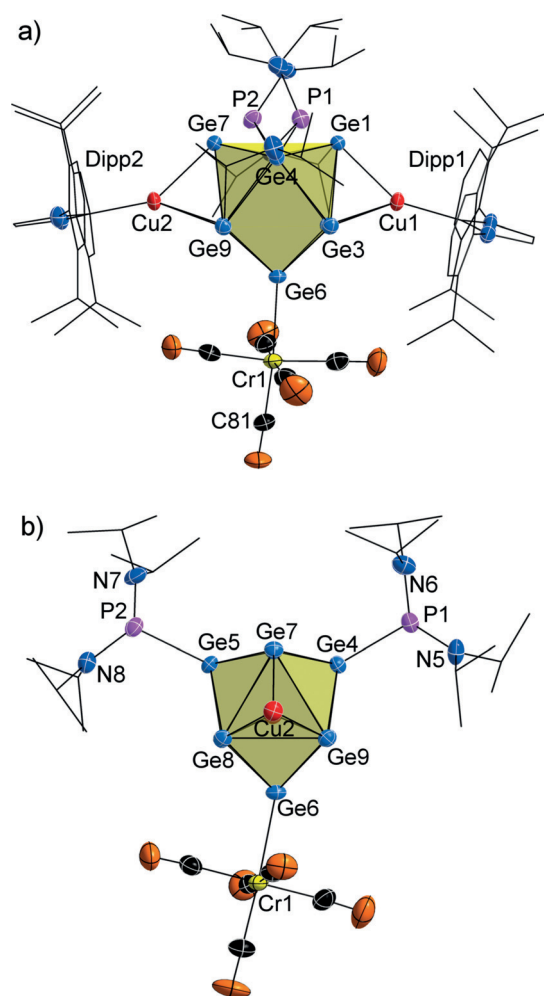 a)
P2 P1
Ge7 Ge1
Dipp2 Ge4 Dipp1
Cu2 Ge9 Ge3 Cu1
Ge6
Cr1
C81
b)
N7 N6
P2 P1
N8 Ge5 Ge7 Ge4 N5
Cu2
Ge8 Ge9
Ge6
Cr1